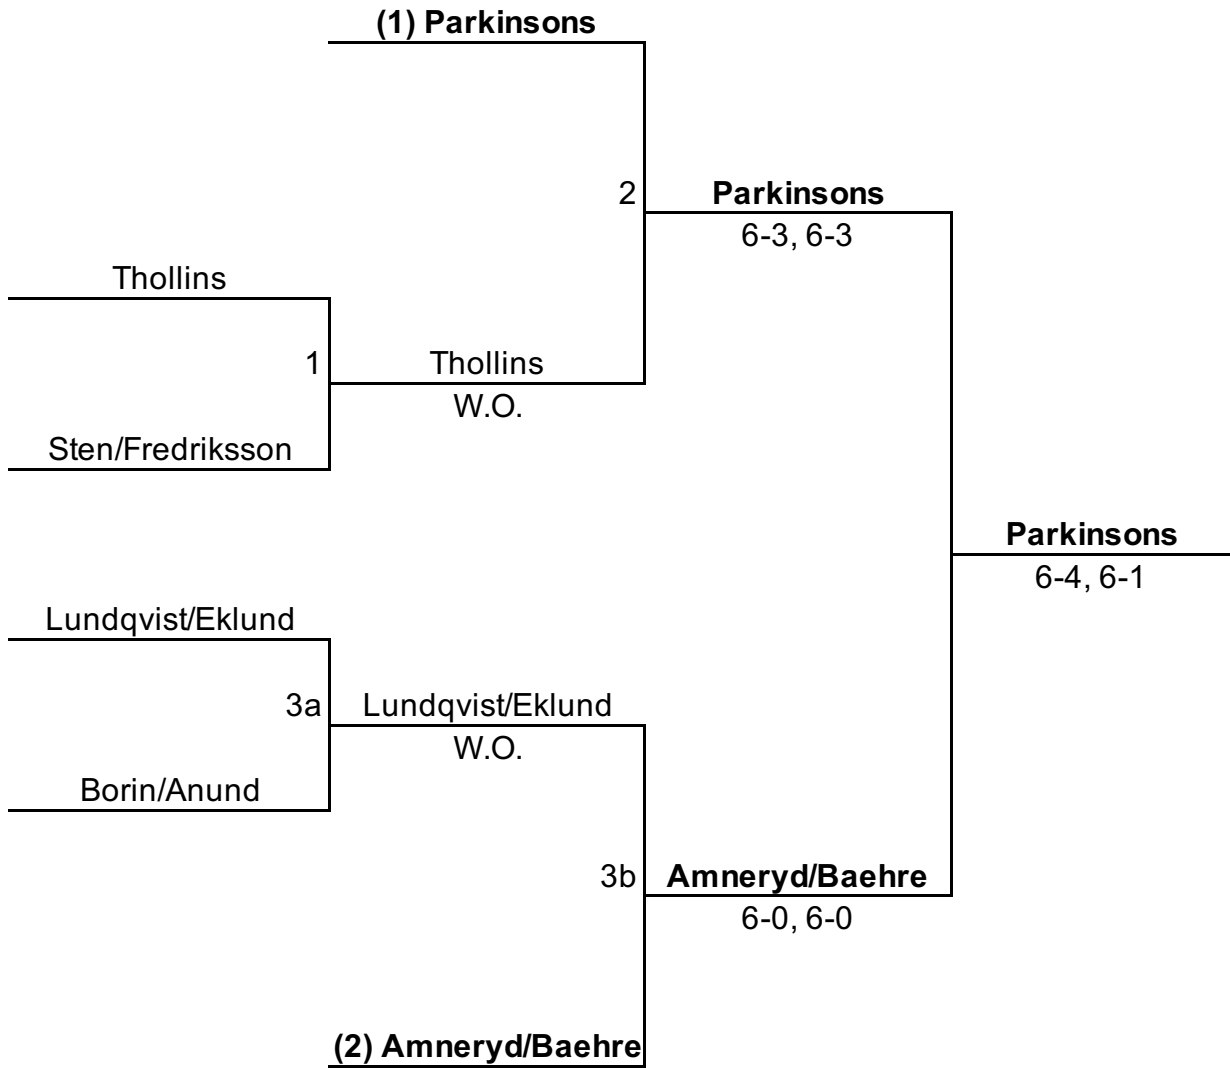 (1) Parkinsons
2
Parkinsons
6-3, 6-3
Thollins
1
Thollins
W.O.
Sten/Fredriksson
Parkinsons
6-4, 6-1
Lundqvist/Eklund
3a
Lundqvist/Eklund
W.O.
Borin/Anund
3b
Amneryd/Baehre
6-0, 6-0
(2) Amneryd/Baehre